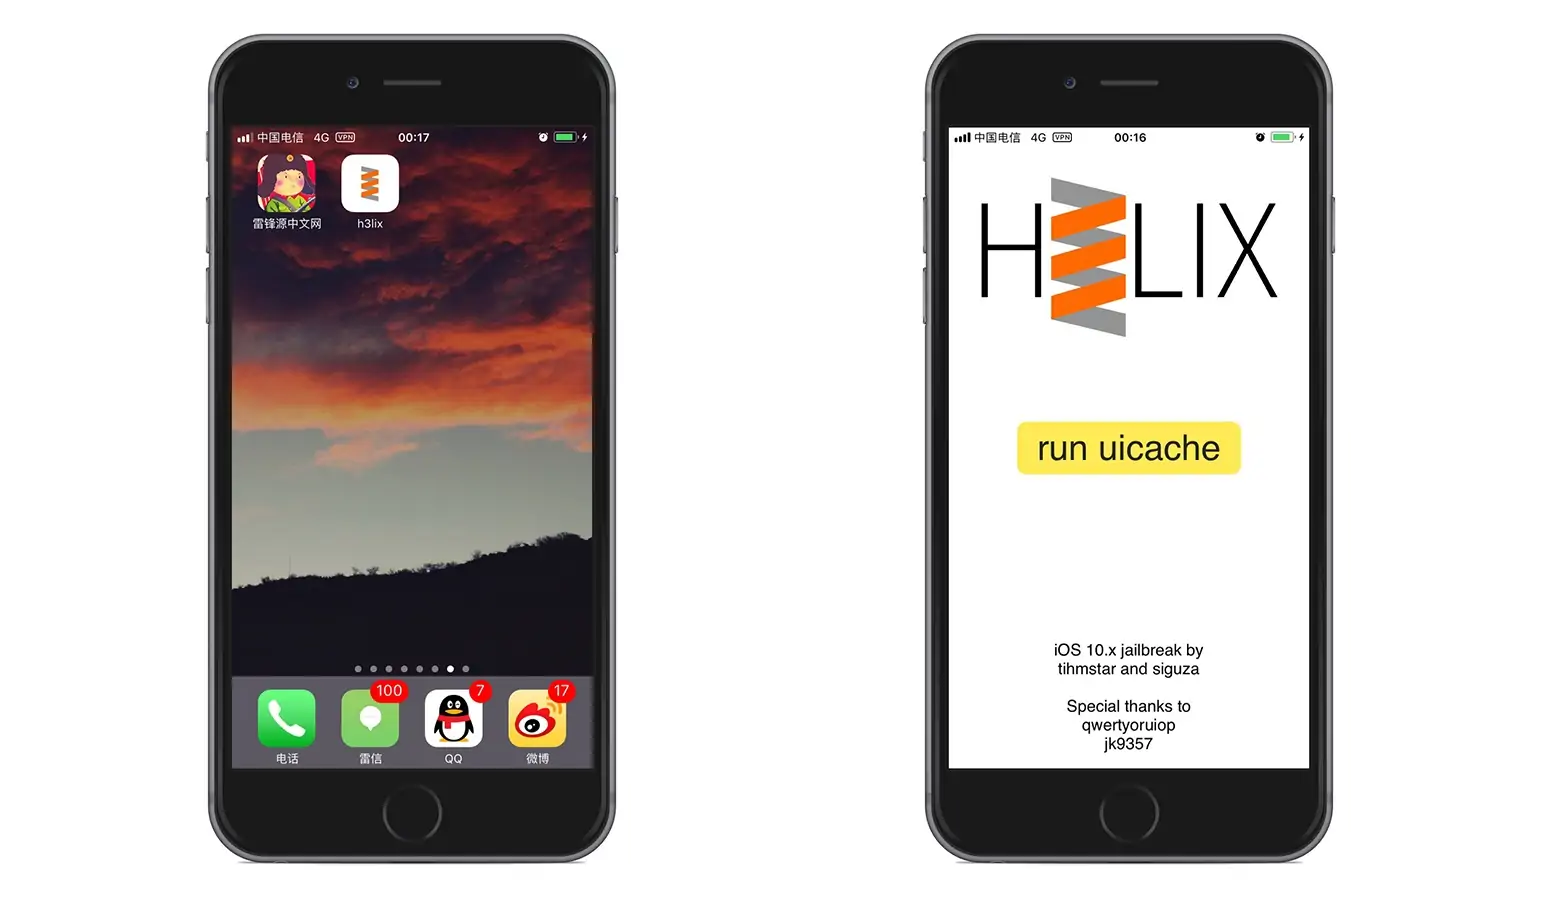 中国电信 4G VPN 00:17
雷锋源中文网
h3lix
100
7
17
电话
雷信
QQ
微博
中国电信 4G VPN 00:16
H3LIX
run uicache
iOS 10.x jailbreak by
tihmstar and siguza
Special thanks to
qwertyoruiop
jk9357